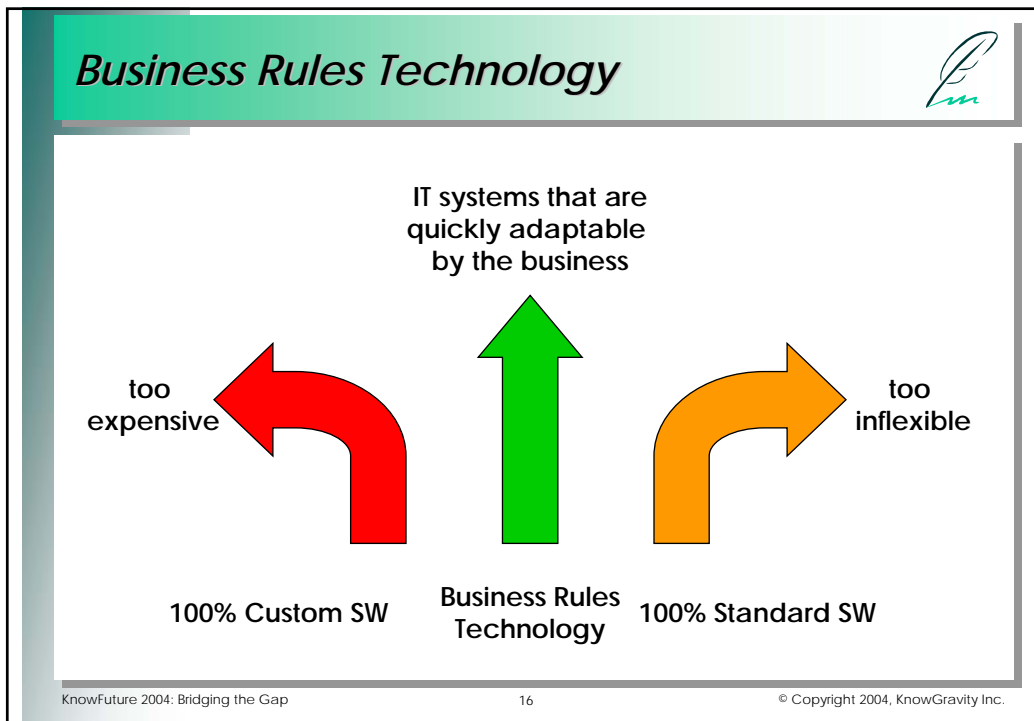 Business Rules Technology
IT systems that are
quickly adaptable
by the business
too
expensive
too
inflexible
100% Custom SW
Business Rules
Technology
100% Standard SW
KnowFuture 2004: Bridging the Gap
16
© Copyright 2004, KnowGravity Inc.